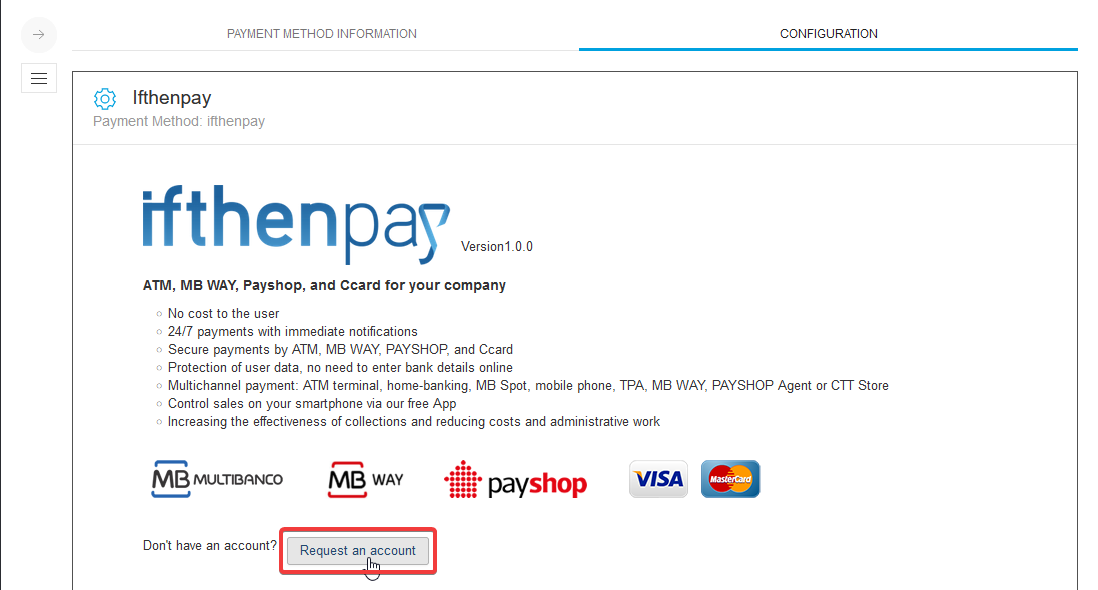 PAYMENT METHOD INFORMATION
CONFIGURATION
Ifthenpay
Payment Method: ifthenpay
ifthenpay
Version1.0.0
ATM, MB WAY, Payshop, and Ccard for your company
No cost to the user
24/7 payments with immediate notifications
Secure payments by ATM, MB WAY, PAYSHOP, and Ccard
Protection of user data, no need to enter bank details online
Multichannel payment: ATM terminal, home-banking, MB Spot, mobile phone, TPA, MB WAY, PAYSHOP Agent or CTT Store
Control sales on your smartphone via our free App
Increasing the effectiveness of collections and reducing costs and administrative work
MB MULTIBANCO
MB WAY
payshop
VISA
MasterCard
Don't have an account?
Request an account